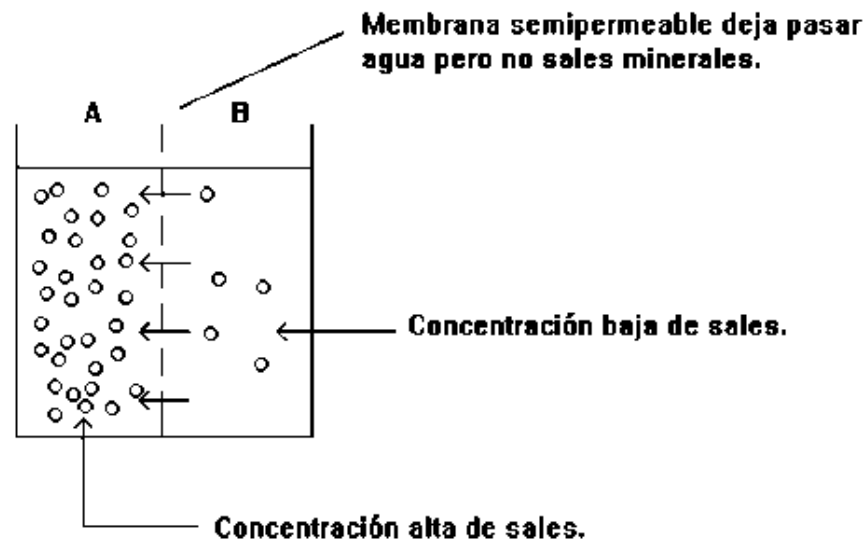 Membrana semipermeable deja pasar
agua pero no sales minerales.
A
B
Concentración baja de sales.
Concentración alta de sales.